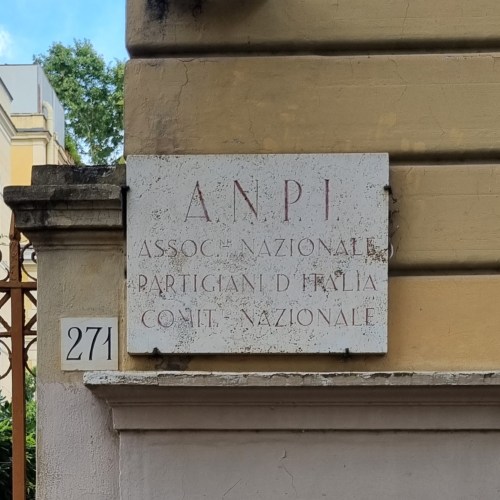 A.N.P.I.
ASSOC.NE NAZIONALE
PARTIGIANI D'ITALIA
COMIT. NAZIONALE
271